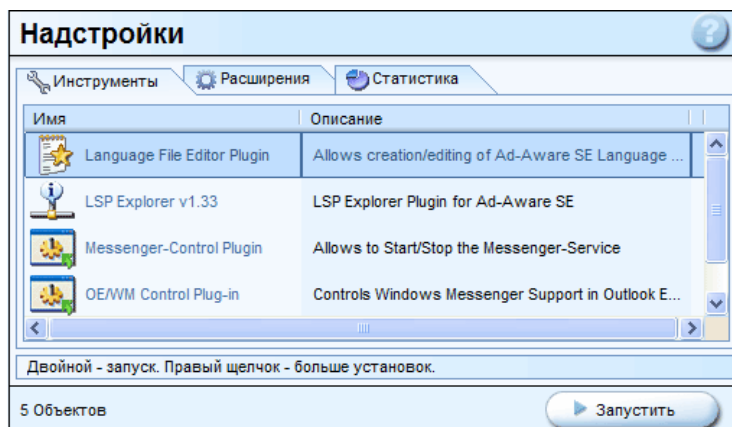 Надстройки
?
Инструменты Расширения Статистика
Имя Описание
Language File Editor Plugin Allows creation/editing of Ad-Aware SE Language ...
LSP Explorer v1.33 LSP Explorer Plugin for Ad-Aware SE
Messenger-Control Plugin Allows to Start/Stop the Messenger-Service
OE/WM Control Plug-in Controls Windows Messenger Support in Outlook E...
Двойной - запуск. Правый щелчок - больше установок.
5 Объектов Запустить